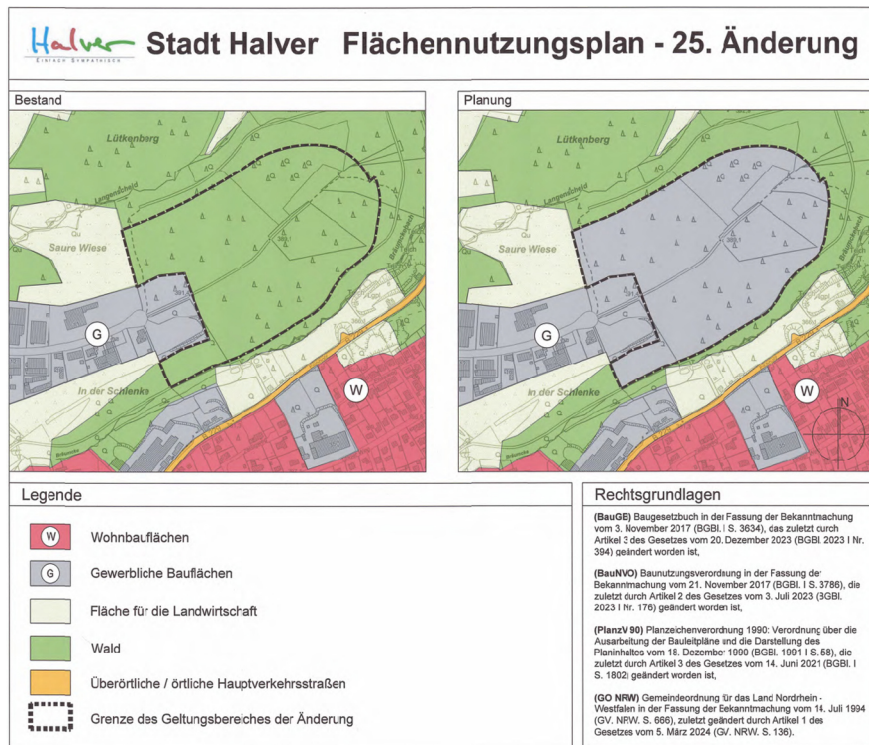 Halver
EINFACH SYMPATHISCH
Stadt Halver Flächennutzungsplan - 25. Änderung
Bestand
Lütkenberg
Langenscheid
Saure Wiese
Qu
Qu
G
In der Schlenke
W
Planung
Lütkenberg
Langenscheid
Saure Wiese
Qu
Qu
G
In der Schlenke
W
N
Legende
W Wohnbauflächen
G Gewerbliche Bauflächen
Fläche für die Landwirtschaft
Wald
Überörtliche / örtliche Hauptverkehrsstraßen
Grenze des Geltungsbereiches der Änderung
Rechtsgrundlagen
(BauGB) Baugesetzbuch in der Fassung der Bekanntmachung
vom 3. November 2017 (BGBl. I S. 3634), das zuletzt durch
Artikel 3 des Gesetzes vom 20. Dezember 2023 (BGBl. 2023 I Nr.
394) geändert worden ist,
(BauNVO) Baunutzungsverordnung in der Fassung der
Bekanntmachung vom 21. November 2017 (BGBl. I S. 3786), die
zuletzt durch Artikel 2 des Gesetzes vom 3. Juli 2023 (BGBl.
2023 I Nr. 176) geändert worden ist,
(PlanzV 90) Planzeichenverordnung 1990: Verordnung über die
Ausarbeitung der Bauleitpläne und die Darstellung des
Planinhaltes vom 18. Dezember 1990 (BGBl. 1991 I S.58), die
zuletzt durch Artikel 3 des Gesetzes vom 14. Juni 2021 (BGBl. I
S. 1802) geändert worden ist,
(GO NRW) Gemeindeordnung für das Land Nordrhein -
Westfalen in der Fassung der Bekanntmachung vom 14. Juli 1994
(GV. NRW. S. 666), zuletzt geändert durch Artikel 1 des
Gesetzes vom 5. März 2024 (GV. NRW. S. 136).